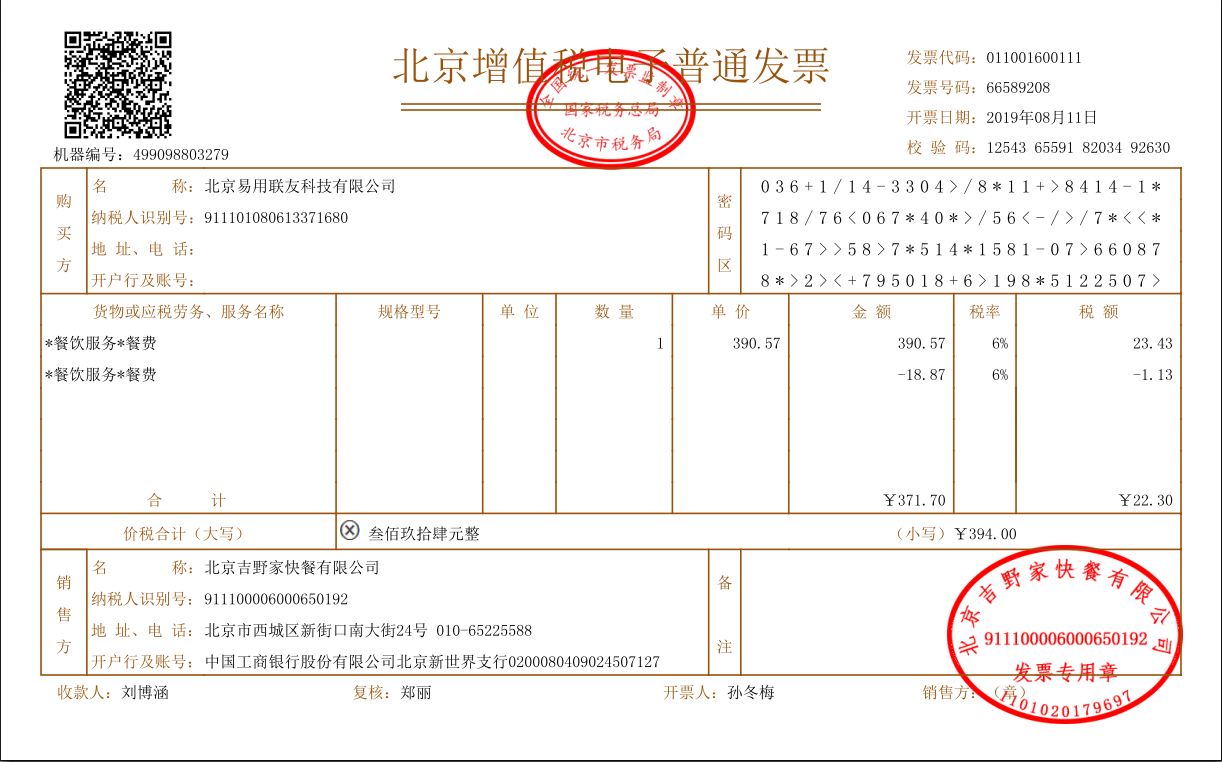 北京增值税电子普通发票
全国统一发票监制章
国家税务总局
北京市税务局
发票代码：011001600111
发票号码：66589208
开票日期：2019年08月11日
校 验 码：12543 65591 82034 92630
机器编号：499098803279
购买方
名 称：北京易用联友科技有限公司
纳税人识别号：911101080613371680
地 址、电 话：
开户行及账号：
密码区
036+1/14-3304>/8*11+>8414-1*
718/76<067*40*>/56<-/>/7*<<*
1-67>>58>7*514*1581-07>66087
8*>2><+795018+6>198*5122507>
货物或应税劳务、服务名称 规格型号 单 位 数 量 单 价 金 额 税率 税 额
*餐饮服务*餐费 1 390.57 390.57 6% 23.43
*餐饮服务*餐费 -18.87 6% -1.13
合 计 ￥371.70 ￥22.30
价税合计（大写） ⊗ 叁佰玖拾肆元整 （小写）￥394.00
销售方
名 称：北京吉野家快餐有限公司
纳税人识别号：911100006000650192
地 址、电 话：北京市西城区新街口南大街24号 010-65225588
开户行及账号：中国工商银行股份有限公司北京新世界支行0200080409024507127
备注
北京吉野家快餐有限公司
911100006000650192
发票专用章
1101020179697
收款人：刘博涵 复核：郑丽 开票人：孙冬梅 销售方：（章）